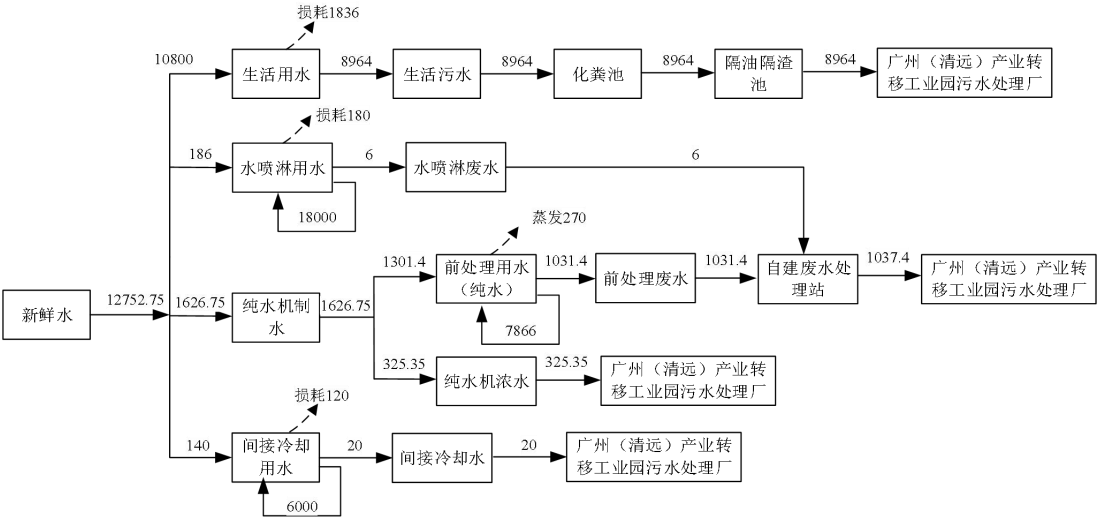 损耗1836
10800
生活用水
8964
生活污水
8964
化粪池
8964
隔油隔渣
池
8964
广州（清远）产业转
移工业园污水处理厂
损耗180
186
水喷淋用水
6
水喷淋废水
6
18000
蒸发270
1301.4
前处理用水
（纯水）
1031.4
前处理废水
1031.4
自建废水处
理站
1037.4
广州（清远）产业转
移工业园污水处理厂
7866
新鲜水
12752.75
1626.75
纯水机制
水
1626.75
325.35
纯水机浓水
325.35
广州（清远）产业转
移工业园污水处理厂
损耗120
140
间接冷却
用水
20
间接冷却水
20
广州（清远）产业转
移工业园污水处理厂
6000